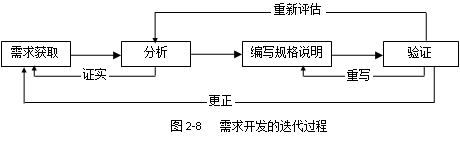 重新评估
需求获取
分析
编写规格说明
验证
证实
重写
更正
图 2-8 需求开发的迭代过程